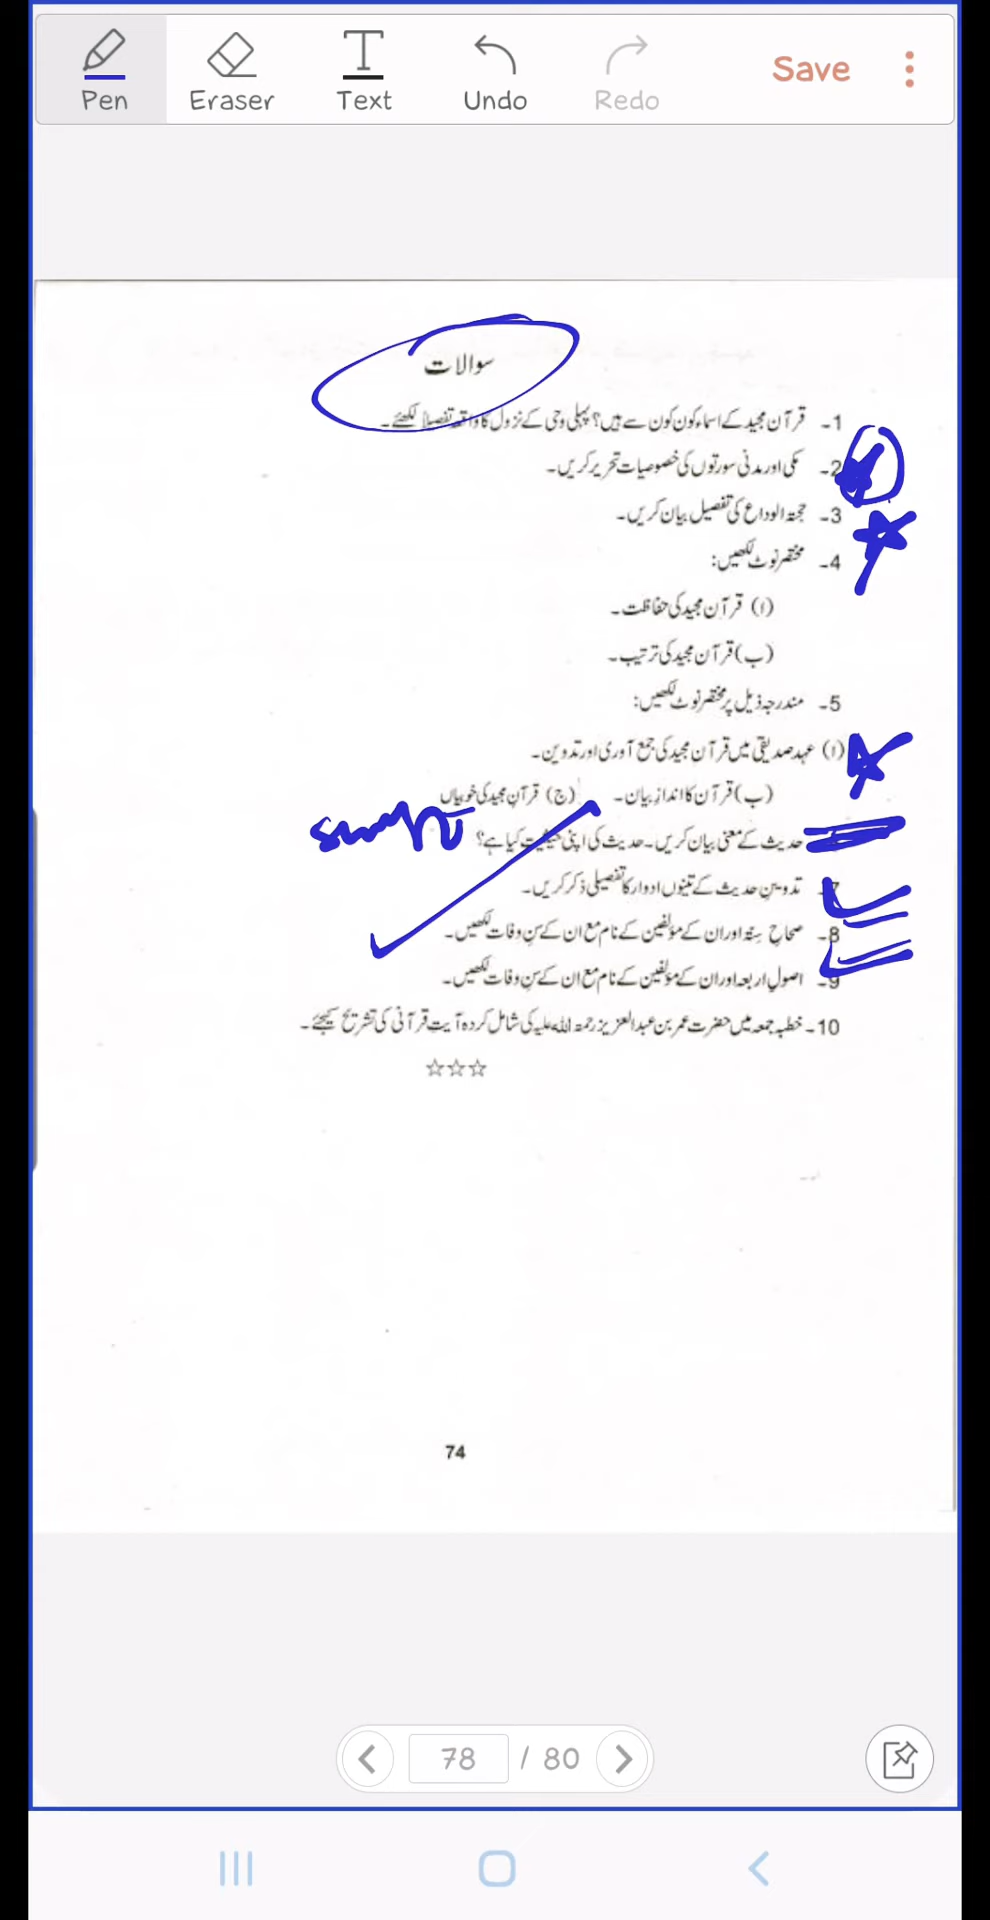 Pen Eraser Text Undo Redo Save
سوالات
1- قرآن مجید کے اسماء کون کون سے ہیں؟ پہلی وحی کے نزول کا واقعہ تفصیلاً لکھئے۔
2- مکی اور مدنی سورتوں کی خصوصیات تحریر کریں۔
3- حجۃ الوداع کی تفصیل بیان کریں۔
4- مختصر نوٹ لکھیں:
(ا) قرآن مجید کی حفاظت۔
(ب) قرآن مجید کی ترتیب۔
5- مندرجہ ذیل پر مختصر نوٹ لکھیں:
(ا) عہد صدیقی میں قرآن مجید کی جمع آوری اور تدوین۔
(ب) قرآن کا انداز بیان۔ (ج) قرآنِ مجید کی خوبیاں
حدیث کے معنی بیان کریں۔ حدیث کی اپنی حیثیت کیا ہے؟
7- تدوینِ حدیث کے تینوں ادوار کا تفصیلی ذکر کریں۔
8- صحاحِ ستہ اور ان کے مؤلفین کے نام مع ان کے سنِ وفات لکھیں۔
9- اصولِ اربعہ اور ان کے مؤلفین کے نام مع ان کے سنِ وفات لکھیں۔
10- خطبہ جمعہ میں حضرت عمر بن عبدالعزیز رحمۃ اللہ علیہ کی شامل کردہ آیتِ قرآنی کی تشریح کیجئے۔
☆☆☆
74
78 / 80